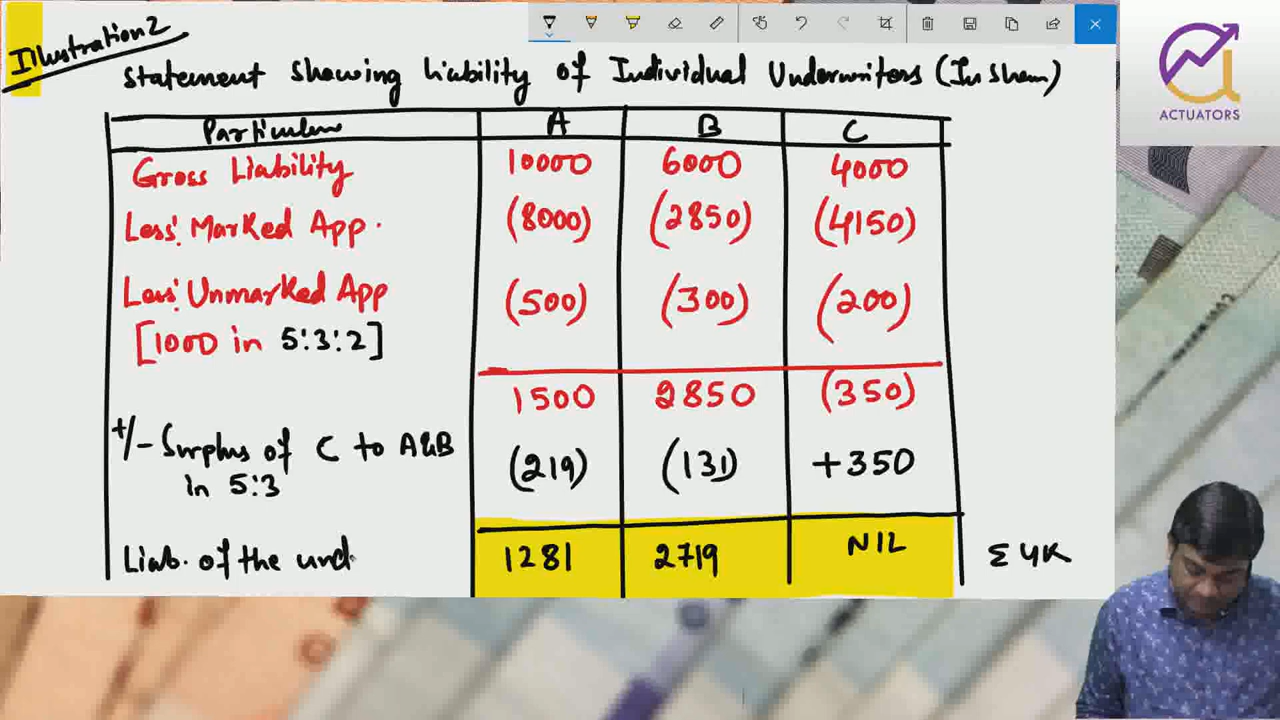 Illustration 2
Statement Showing Liability of Individual Underwriters (In Sham)
Particulars A B C
Gross Liability 10000 6000 4000
Less: Marked App. (8000) (2850) (4150)
Less: Unmarked App (500) (300) (200)
[1000 in 5:3:2]
1500 2850 (350)
+/- Surplus of C to A&B (219) (131) +350
in 5:3
Liab. of the und 1281 2719 NIL Σ 4K
ACTUATORS